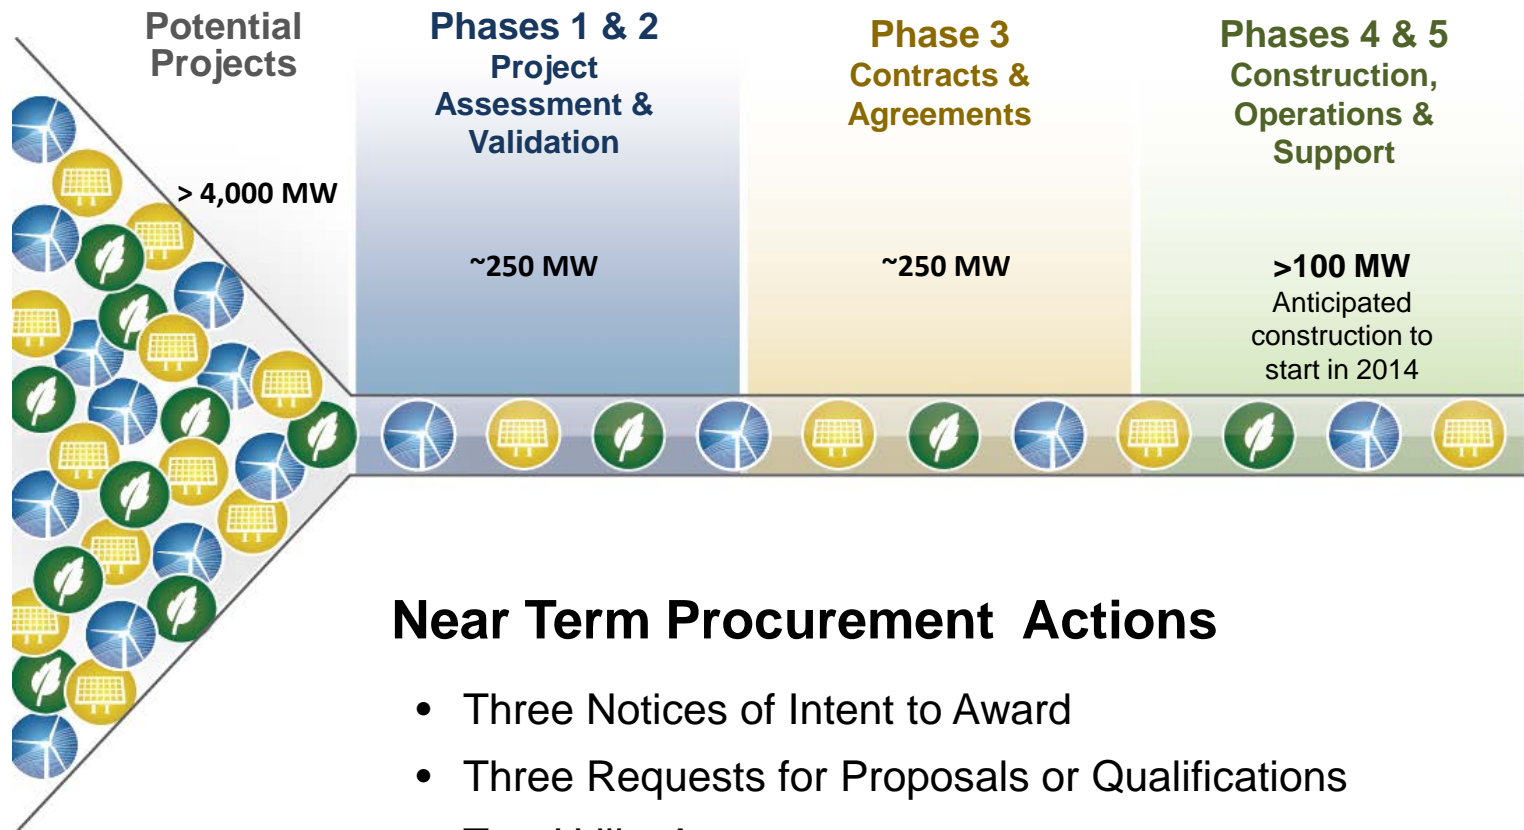 Potential
Projects
> 4,000 MW
Phases 1 & 2
Project
Assessment &
Validation
~250 MW
Phase 3
Contracts &
Agreements
~250 MW
Phases 4 & 5
Construction,
Operations &
Support
>100 MW
Anticipated
construction to
start in 2014
Near Term Procurement Actions
• Three Notices of Intent to Award
• Three Requests for Proposals or Qualifications